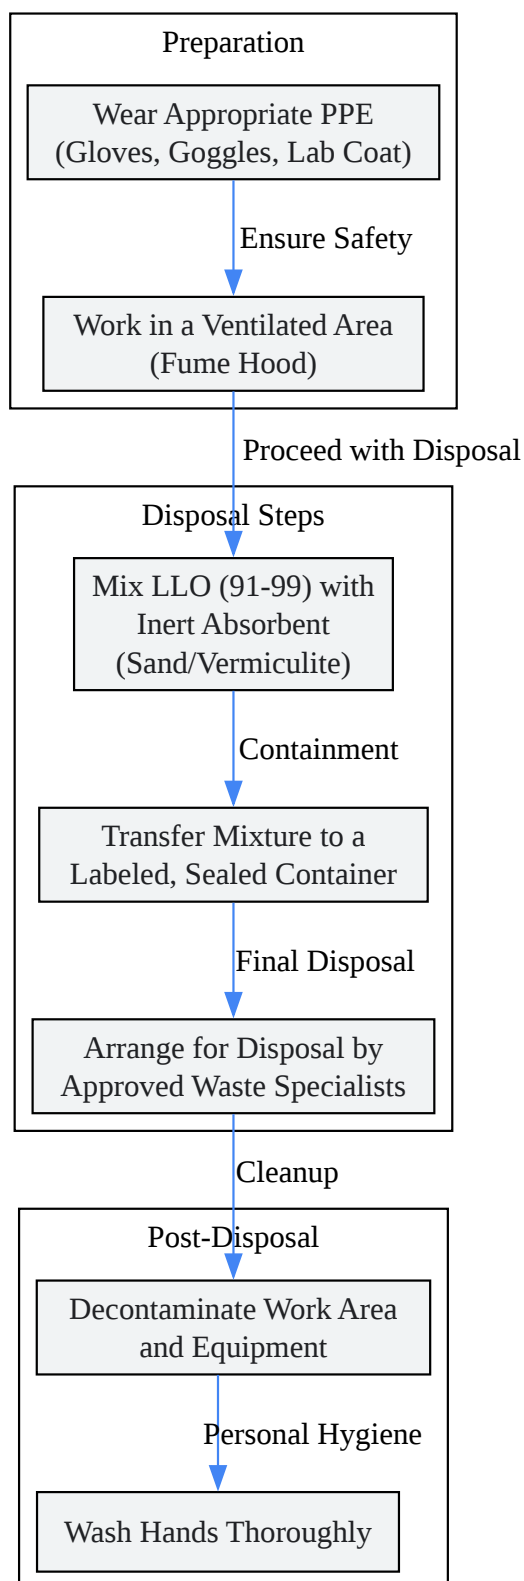 Preparation
Wear Appropriate PPE
(Gloves, Goggles, Lab Coat)
Ensure Safety
Work in a Ventilated Area
(Fume Hood)
Proceed with Disposal
Disposal Steps
Mix LLO (91-99) with
Inert Absorbent
(Sand/Vermiculite)
Containment
Transfer Mixture to a
Labeled, Sealed Container
Final Disposal
Arrange for Disposal by
Approved Waste Specialists
Cleanup
Post-Disposal
Decontaminate Work Area
and Equipment
Personal Hygiene
Wash Hands Thoroughly